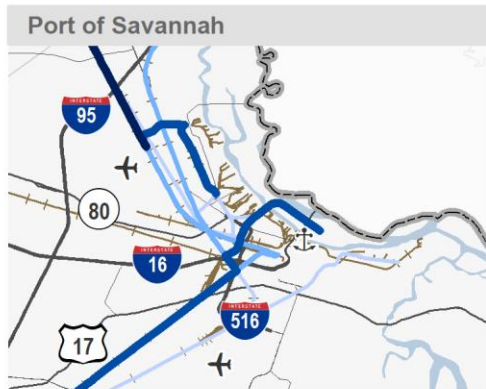 Port of Savannah
INTERSTATE
95
80
INTERSTATE
16
INTERSTATE
516
17